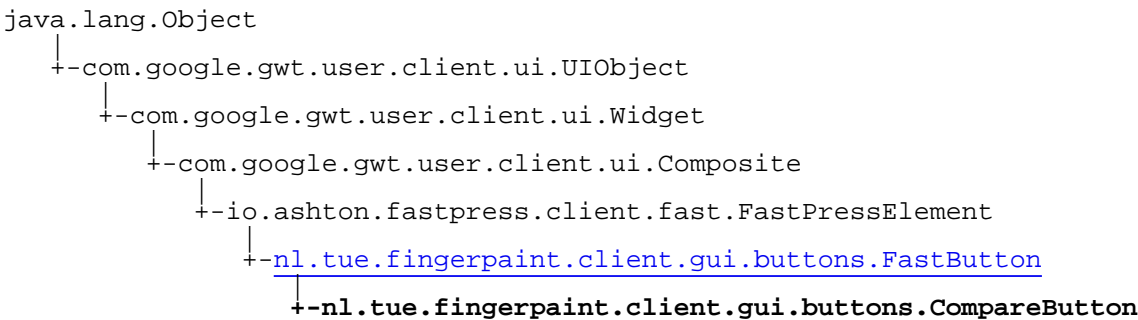 java.lang.Object
+-com.google.gwt.user.client.ui.UIObject
+-com.google.gwt.user.client.ui.Widget
+-com.google.gwt.user.client.ui.Composite
+-io.ashton.fastpress.client.fast.FastPressElement
+-nl.tue.fingerpaint.client.gui.buttons.FastButton
+-nl.tue.fingerpaint.client.gui.buttons.CompareButton